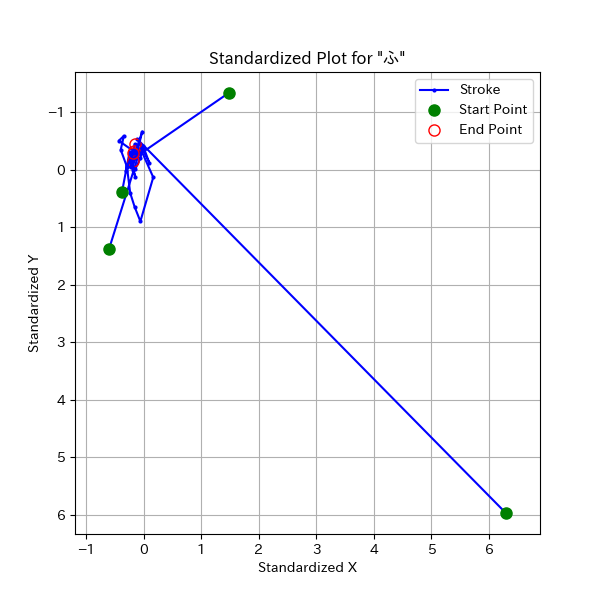 Standardized Plot for "ふ"
Stroke
Start Point
End Point
−1
0
1
2
3
4
5
6
Standardized Y
−1 0 1 2 3 4 5 6
Standardized X